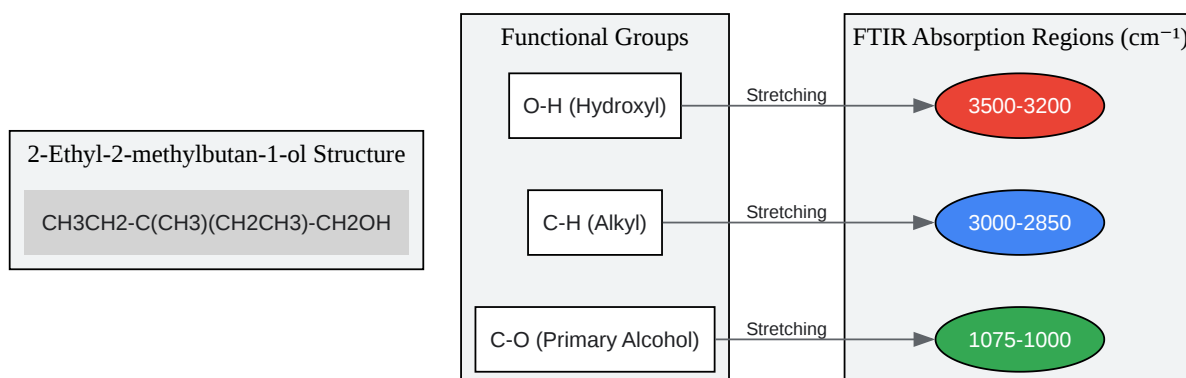 2-Ethyl-2-methylbutan-1-ol Structure
CH3CH2-C(CH3)(CH2CH3)-CH2OH
Functional Groups
O-H (Hydroxyl)
C-H (Alkyl)
C-O (Primary Alcohol)
Stretching
Stretching
Stretching
FTIR Absorption Regions (cm⁻¹)
3500-3200
3000-2850
1075-1000